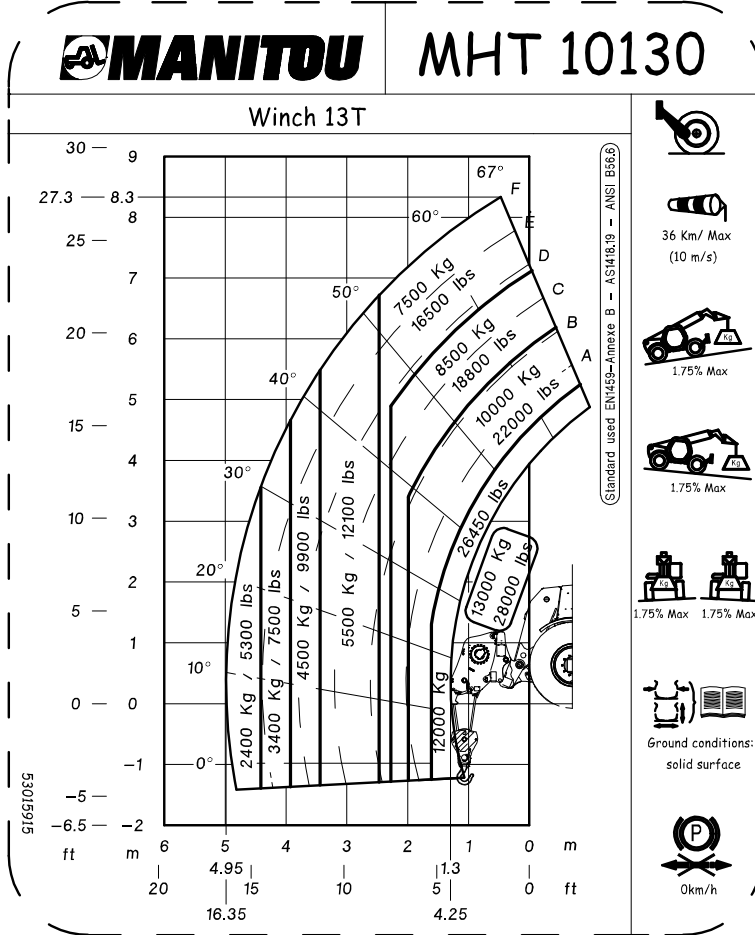 MANITOU
MHT 10130
Winch 13T
30
9
67°
F
27.3
8.3
8
60°
E
25
D
7
50°
C
B
20
6
A
40°
5
15
4
30°
10
3
20°
5
2
1
10°
0
0
0°
-1
-5
-6.5
-2
ft
m
6
5
4
3
2
1
0
m
4.95
1.3
20
15
10
5
0
ft
16.35
4.25
7500 Kg
16500 lbs
8500 Kg
18800 lbs
10000 Kg
22000 lbs
26450 lbs
12000 Kg
13000 Kg
28000 lbs
5500 Kg / 12100 lbs
4500 Kg / 9900 lbs
3400 Kg / 7500 lbs
2400 Kg / 5300 lbs
53015915
Standard used EN1459-Annexe B - AS1418.19 - ANSI B56.6
36 Km/ Max
(10 m/s)
Kg
1.75% Max
Kg
1.75% Max
Kg
Kg
1.75% Max
1.75% Max
Ground conditions:
solid surface
P
0km/h